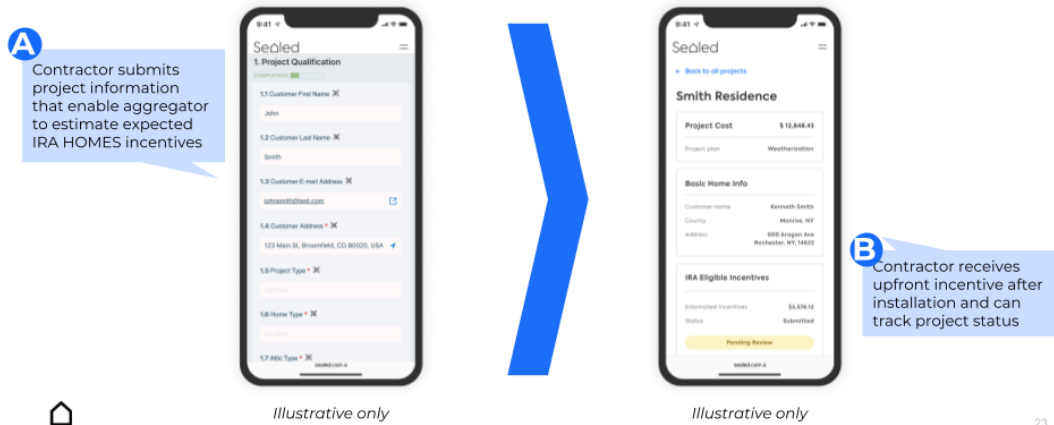 A
Contractor submits
project information
that enable aggregator
to estimate expected
IRA HOMES incentives
9:41
Sealed
1. Project Qualification
COMPLETION
1.1 Customer First Name
John
1.2 Customer Last Name
Smith
1.3 Customer E-mail Address
johnsmith@test.com
1.4 Customer Address *
123 Main St, Broomfield, CO 80020, USA
1.5 Project Type *
1.6 Home Type *
1.7 Attic Type *
sealed.com
Illustrative only
9:41
Sealed
Back to all projects
Smith Residence
Project Cost $ 12,848.43
Project plan Weatherization
Basic Home Info
Customer name Kenneth Smith
County Monroe, NY
Address 000 Aragon Ave
Rochester, NY, 14622
IRA Eligible Incentives
Estimated incentives $3,576.12
Status Submitted
Pending Review
sealed.com
Illustrative only
B
Contractor receives
upfront incentive after
installation and can
track project status
23